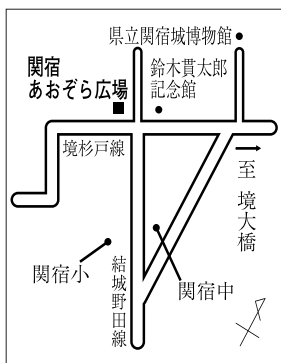 県立関宿城博物館
関宿
あおぞら広場
鈴木貫太郎
記念館
境杉戸線
至 境大橋
関宿小
結城野田線
関宿中